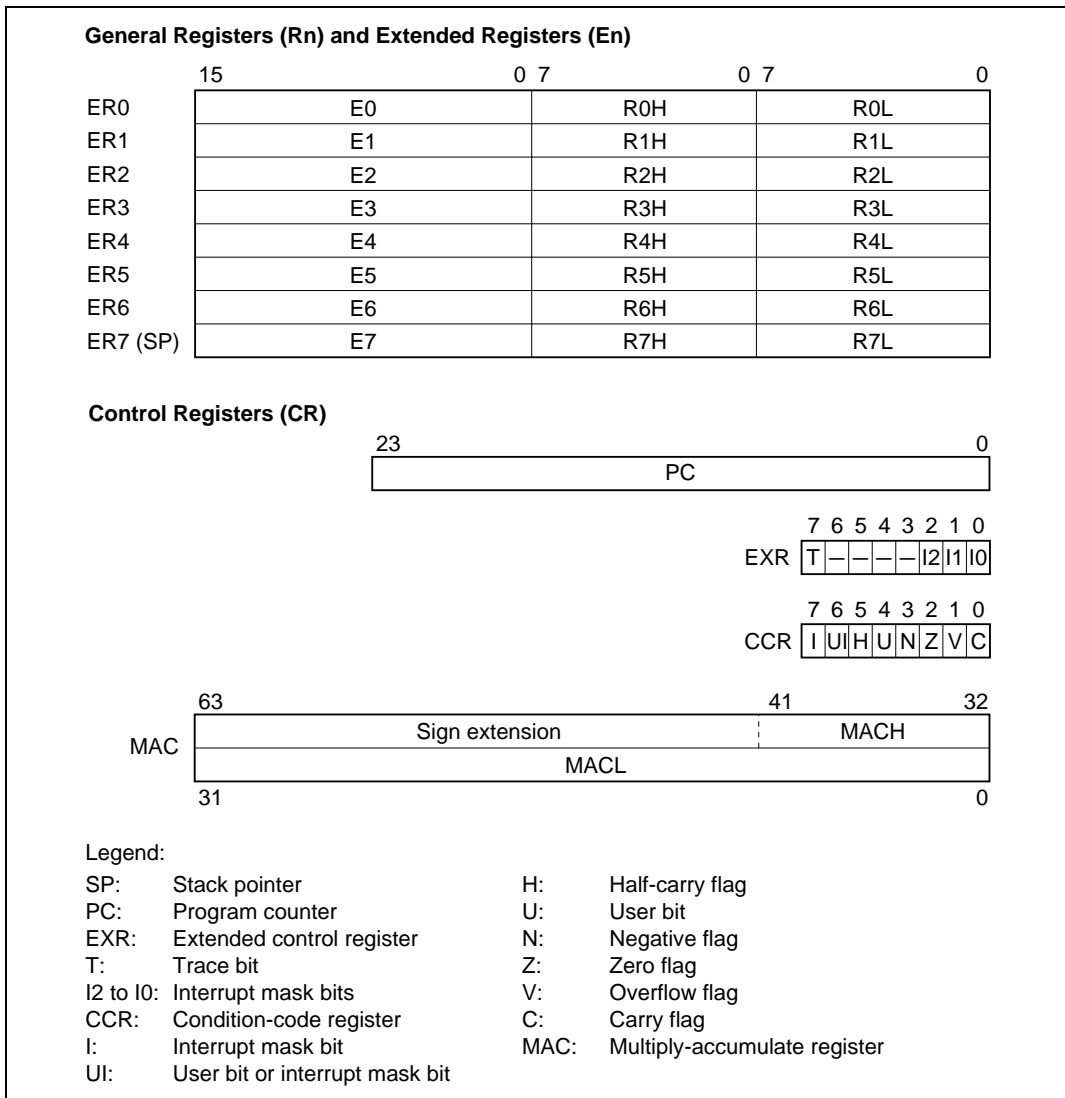 General Registers (Rn) and Extended Registers (En)
15 0 7 0 7 0
ER0 E0 R0H R0L
ER1 E1 R1H R1L
ER2 E2 R2H R2L
ER3 E3 R3H R3L
ER4 E4 R4H R4L
ER5 E5 R5H R5L
ER6 E6 R6H R6L
ER7 (SP) E7 R7H R7L
Control Registers (CR)
23 0
PC
7 6 5 4 3 2 1 0
EXR T — — — — I2 I1 I0
7 6 5 4 3 2 1 0
CCR I UI H U N Z V C
63 41 32
Sign extension MACH
MAC
MACL
31 0
Legend:
SP: Stack pointer H: Half-carry flag
PC: Program counter U: User bit
EXR: Extended control register N: Negative flag
T: Trace bit Z: Zero flag
I2 to I0: Interrupt mask bits V: Overflow flag
CCR: Condition-code register C: Carry flag
I: Interrupt mask bit MAC: Multiply-accumulate register
UI: User bit or interrupt mask bit